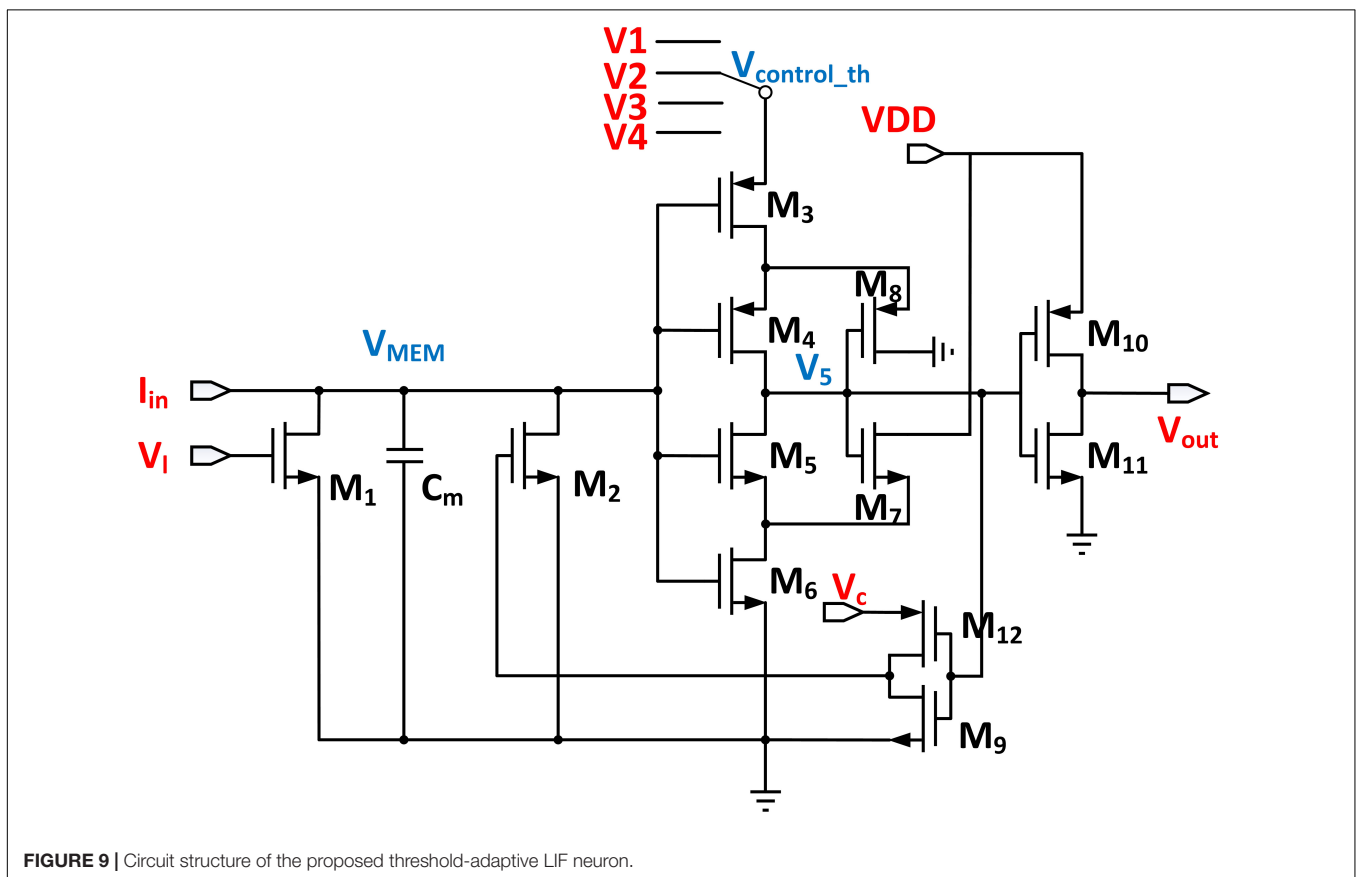 V1
V2
V3
V4
Vcontrol_th
VDD
M3
M8
M4
VMEM
V5
M10
Iin
Vl
Vout
M1
Cm
M2
M5
M7
M11
M6
Vc
M12
M9
FIGURE 9 | Circuit structure of the proposed threshold-adaptive LIF neuron.